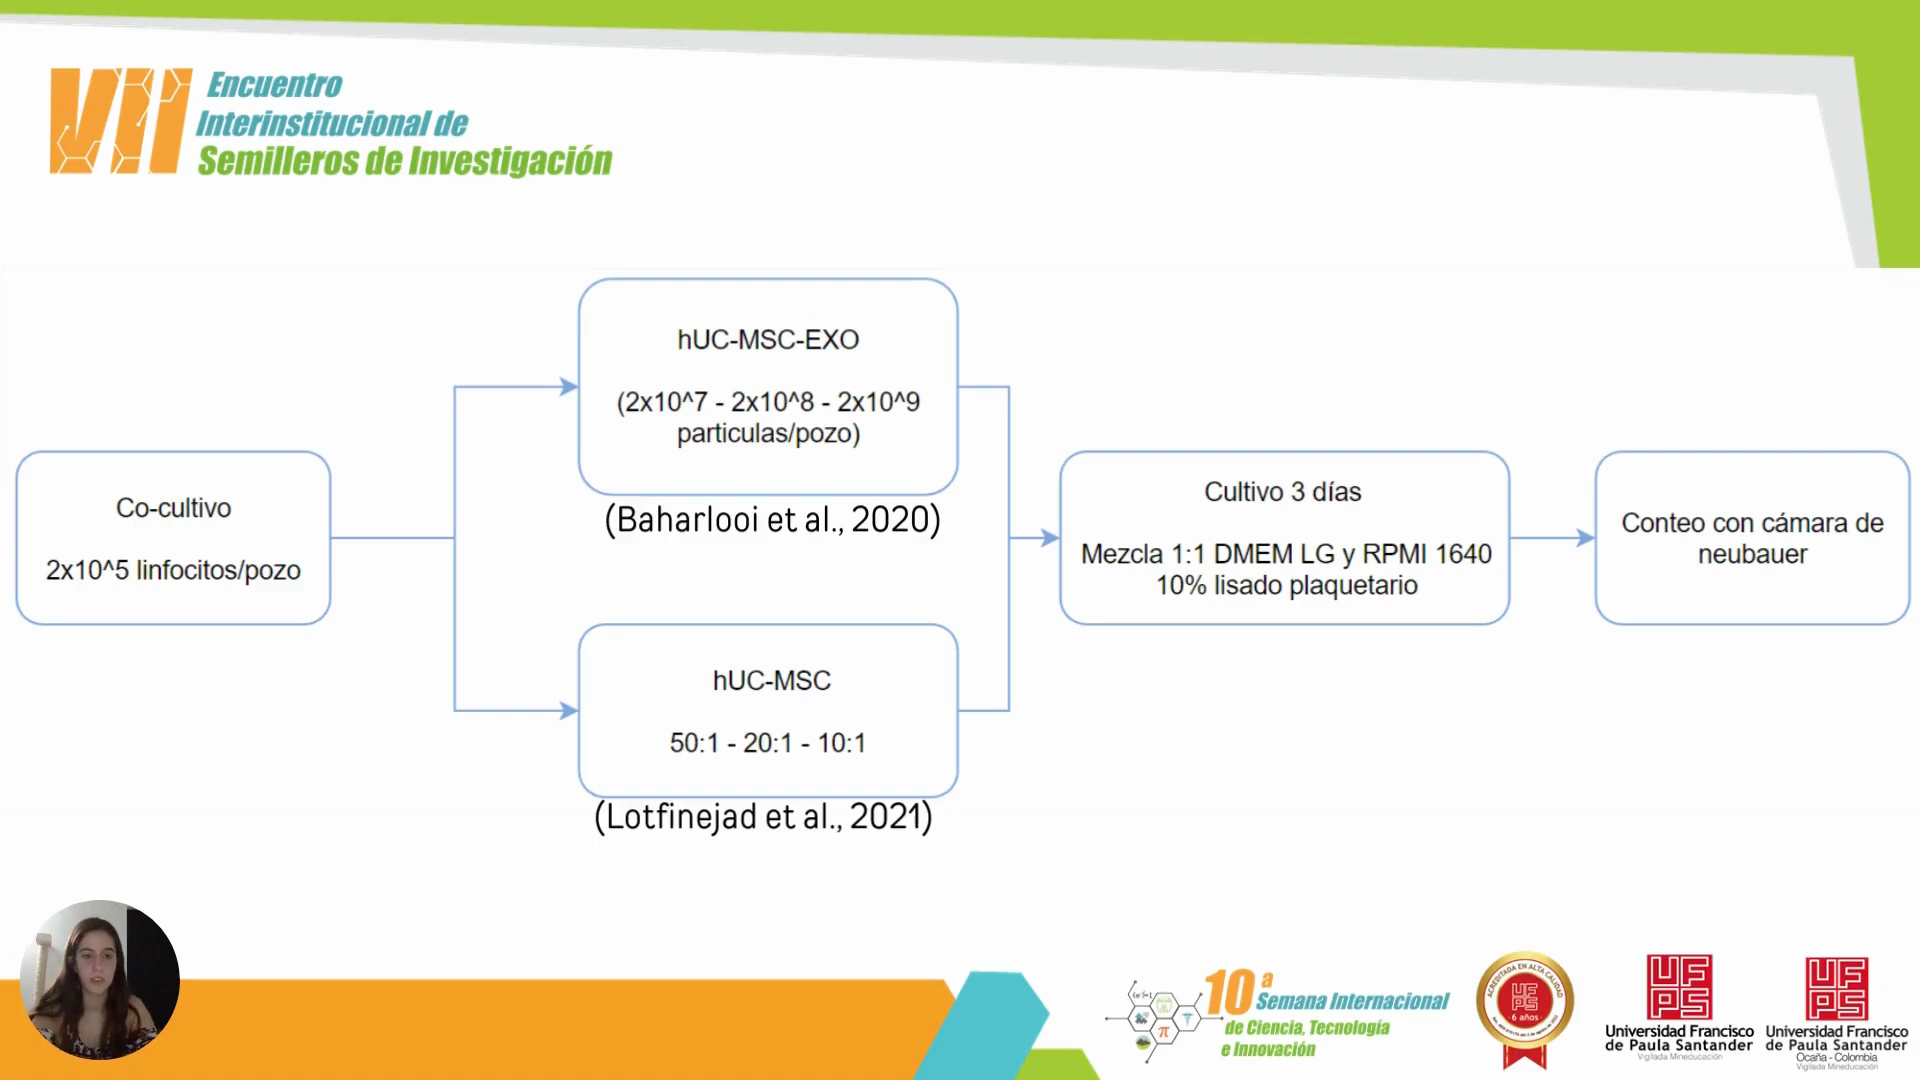 VII
Encuentro
Interinstitucional de
Semilleros de Investigación
Co-cultivo
2x10^5 linfocitos/pozo
hUC-MSC-EXO
(2x10^7 - 2x10^8 - 2x10^9
particulas/pozo)
(Baharlooi et al., 2020)
hUC-MSC
50:1 - 20:1 - 10:1
(Lotfinejad et al., 2021)
Cultivo 3 días
Mezcla 1:1 DMEM LG y RPMI 1640
10% lisado plaquetario
Conteo con cámara de
neubauer
10ª
Semana Internacional
de Ciencia, Tecnología
e Innovación
π
ACREDITADA EN ALTA CALIDAD
UFPS
- 6 años -
UFPS
Universidad Francisco
de Paula Santander
Vigilada Mineducación
UFPS
Universidad Francisco
de Paula Santander
Ocaña - Colombia
Vigilada Mineducación